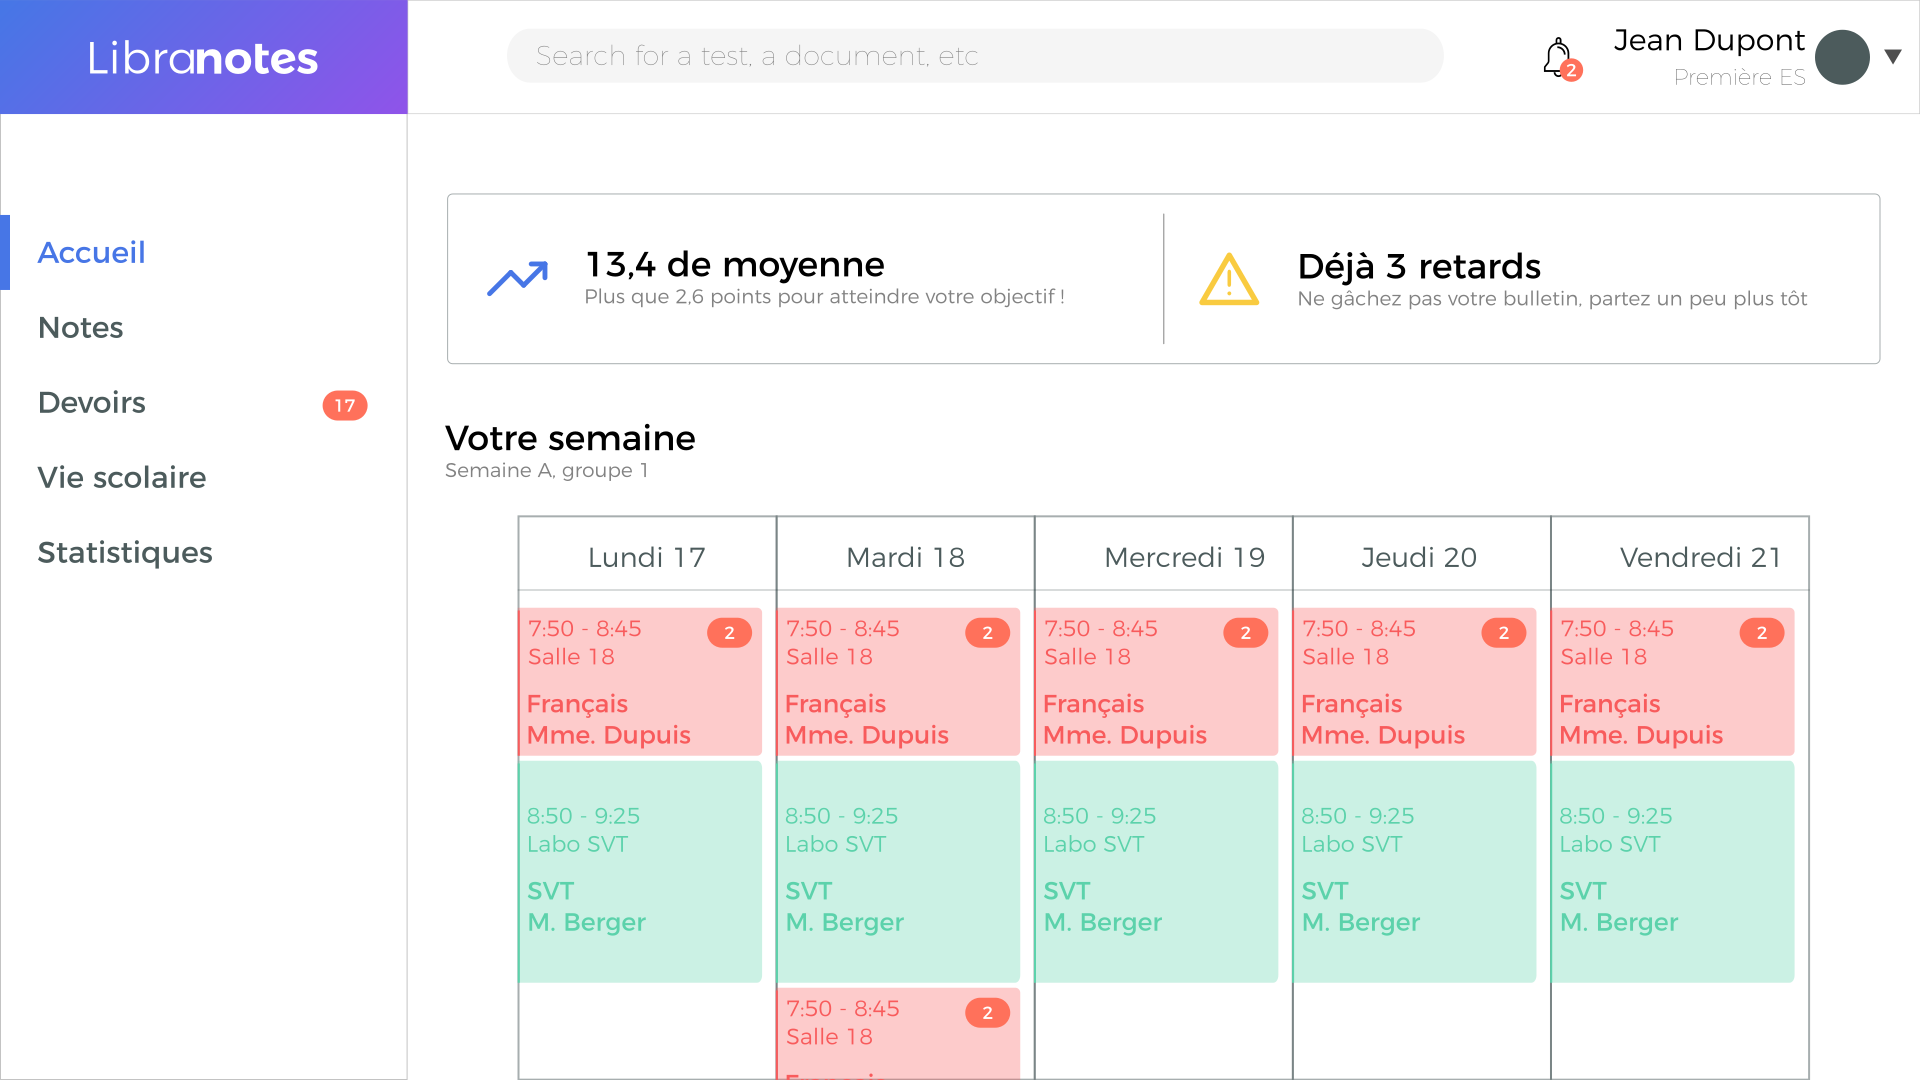 Libranotes
Search for a test, a document, etc
2
Jean Dupont
Première ES
Accueil
Notes
Devoirs
17
Vie scolaire
Statistiques
13,4 de moyenne
Plus que 2,6 points pour atteindre votre objectif !
Déjà 3 retards
Ne gâchez pas votre bulletin, partez un peu plus tôt
Votre semaine
Semaine A, groupe 1
Lundi 17
Mardi 18
Mercredi 19
Jeudi 20
Vendredi 21
7:50 - 8:45
2
Salle 18
Français
Mme. Dupuis
7:50 - 8:45
2
Salle 18
Français
Mme. Dupuis
7:50 - 8:45
2
Salle 18
Français
Mme. Dupuis
7:50 - 8:45
2
Salle 18
Français
Mme. Dupuis
7:50 - 8:45
2
Salle 18
Français
Mme. Dupuis
8:50 - 9:25
Labo SVT
SVT
M. Berger
8:50 - 9:25
Labo SVT
SVT
M. Berger
8:50 - 9:25
Labo SVT
SVT
M. Berger
8:50 - 9:25
Labo SVT
SVT
M. Berger
8:50 - 9:25
Labo SVT
SVT
M. Berger
7:50 - 8:45
2
Salle 18